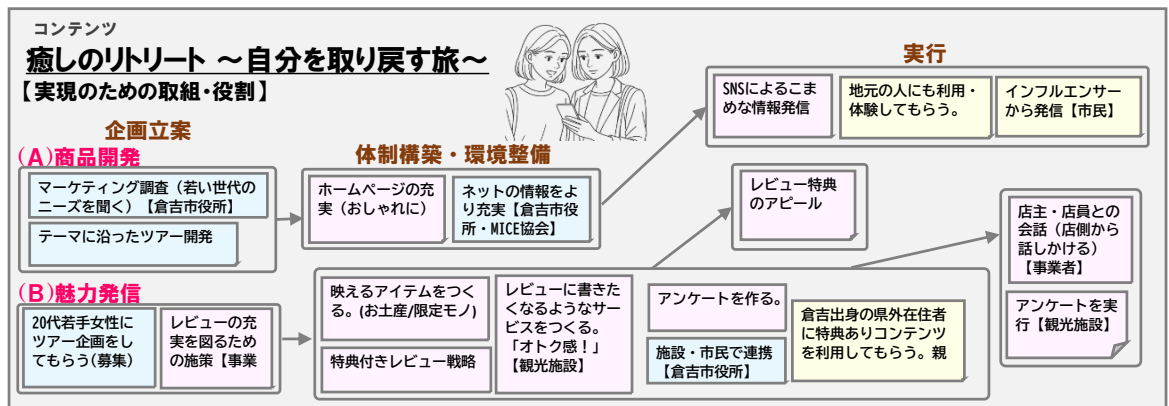 コンテンツ
癒しのリトリート ~自分を取り戻す旅~
【実現のための取組・役割】
企画立案
(A)商品開発
マーケティング調査（若い世代の
ニーズを聞く）【倉吉市役所】
テーマに沿ったツアー開発
体制構築・環境整備
ホームページの充
実（おしゃれに）
ネットの情報をよ
り充実【倉吉市役
所・MICE協会】
実行
SNSによるこま
めな情報発信
地元の人にも利用・
体験してもらう。
インフルエンサー
から発信【市民】
レビュー特典
のアピール
店主・店員との
会話（店側から
話しかける）
【事業者】
アンケートを実
行【観光施設】
(B)魅力発信
20代若手女性に
ツアー企画をし
てもらう(募集)
レビューの充
実を図るため
の施策【事業
映えるアイテムをつく
る。(お土産/限定モノ)
特典付きレビュー戦略
レビューに書きた
くなるようなサー
ビスをつくる。
「オトク感！」
【観光施設】
アンケートを作る。
施設・市民で連携
【倉吉市役所】
倉吉出身の県外在住者
に特典ありコンテンツ
を利用してもらう。親